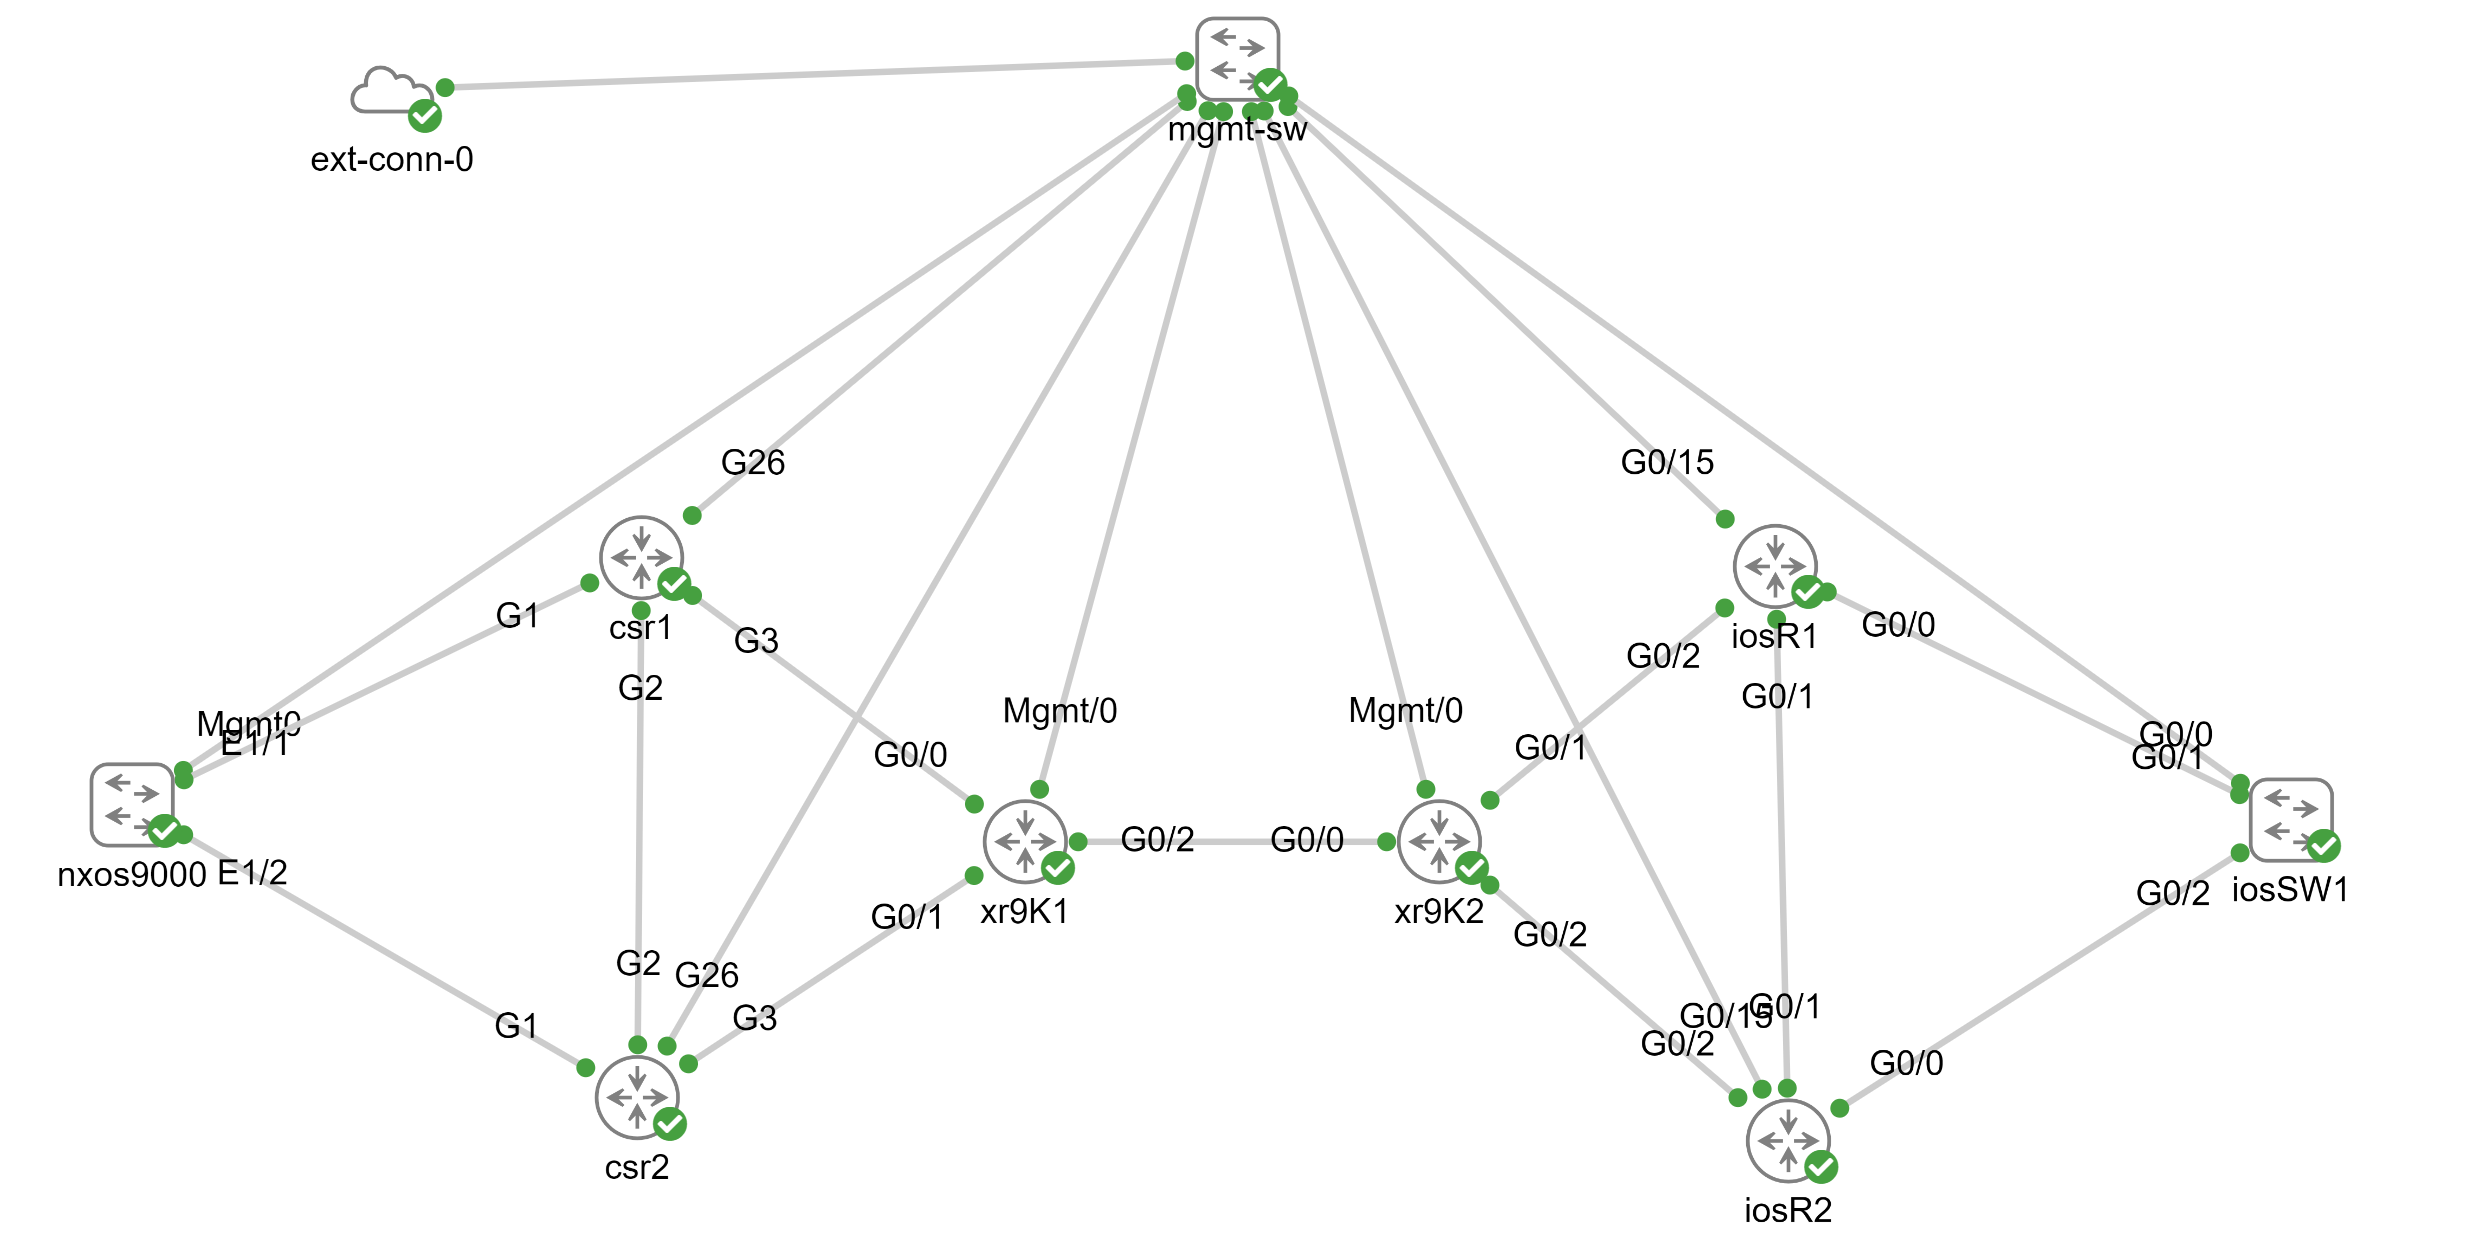 mgmt-sw
ext-conn-0
G26
G0/15
G1
csr1
G3
G2
iosR1
G0/0
G0/2
G0/1
Mgmt/0
Mgmt/0
Mgmt0
E1/1
G0/0
G0/1
G0/0
G0/1
G0/2
G0/0
nxos9000
E1/2
xr9K1
G0/1
xr9K2
G0/2
iosSW1
G0/2
G2
G26
G3
G1
G0/15
G0/1
G0/2
G0/0
csr2
iosR2